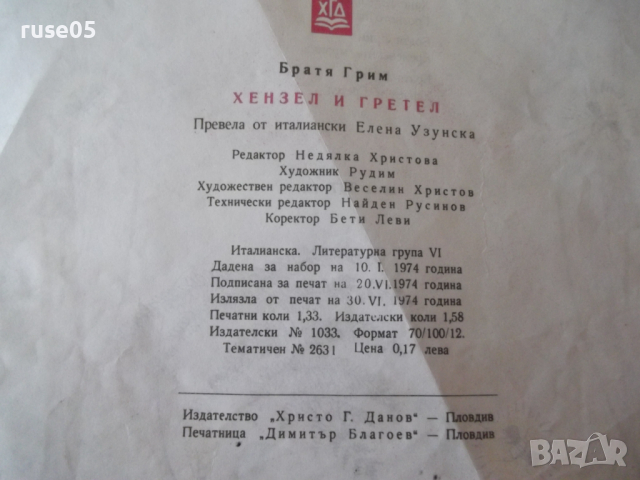 ruse05
ХГД
Братя Грим
ХЕНЗЕЛ И ГРЕТЕЛ
Превела от италиански Елена Узунска
Редактор Недялка Христова
Художник Рудим
Художествен редактор Веселин Христов
Технически редактор Найден Русинов
Коректор Бети Леви
Италианска. Литературна група VI
Дадена за набор на 10. I. 1974 година
Подписана за печат на 20.VI.1974 година
Излязла от печат на 30.VI.1974 година
Печатни коли 1,33. Издателски коли 1,58
Издателски № 1033. Формат 70/100/12.
Тематичен № 2631 Цена 0,17 лева
Издателство „Христо Г. Данов“ — Пловдив
Печатница „Димитър Благоев“ — Пловдив
BAZAR